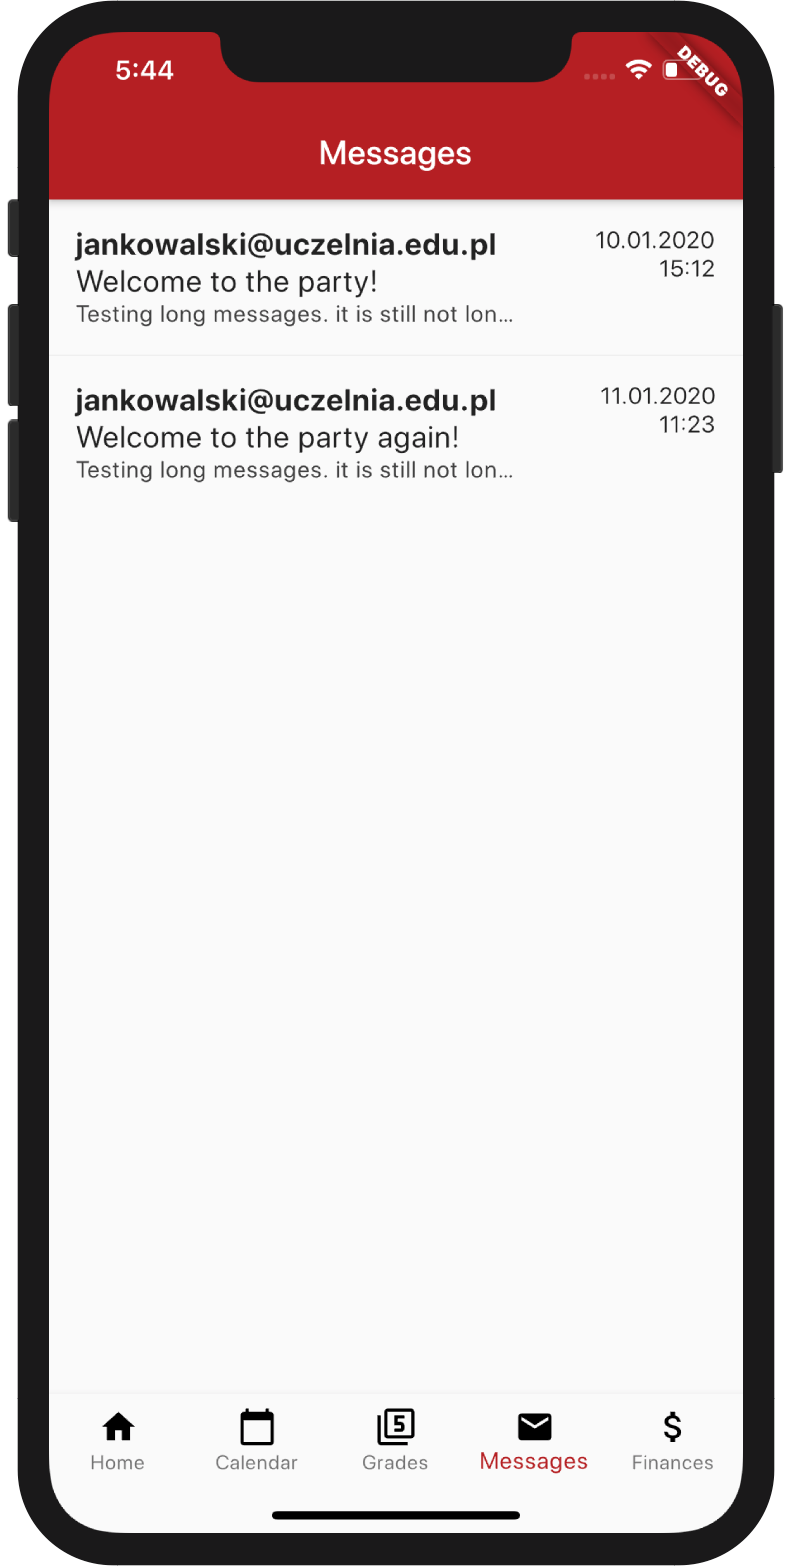 5:44
DEBUG
Messages
jankowalski@uczelnia.edu.pl 10.01.2020
Welcome to the party! 15:12
Testing long messages. it is still not lon...
jankowalski@uczelnia.edu.pl 11.01.2020
Welcome to the party again! 11:23
Testing long messages. it is still not lon...
5
Home Calendar Grades Messages Finances